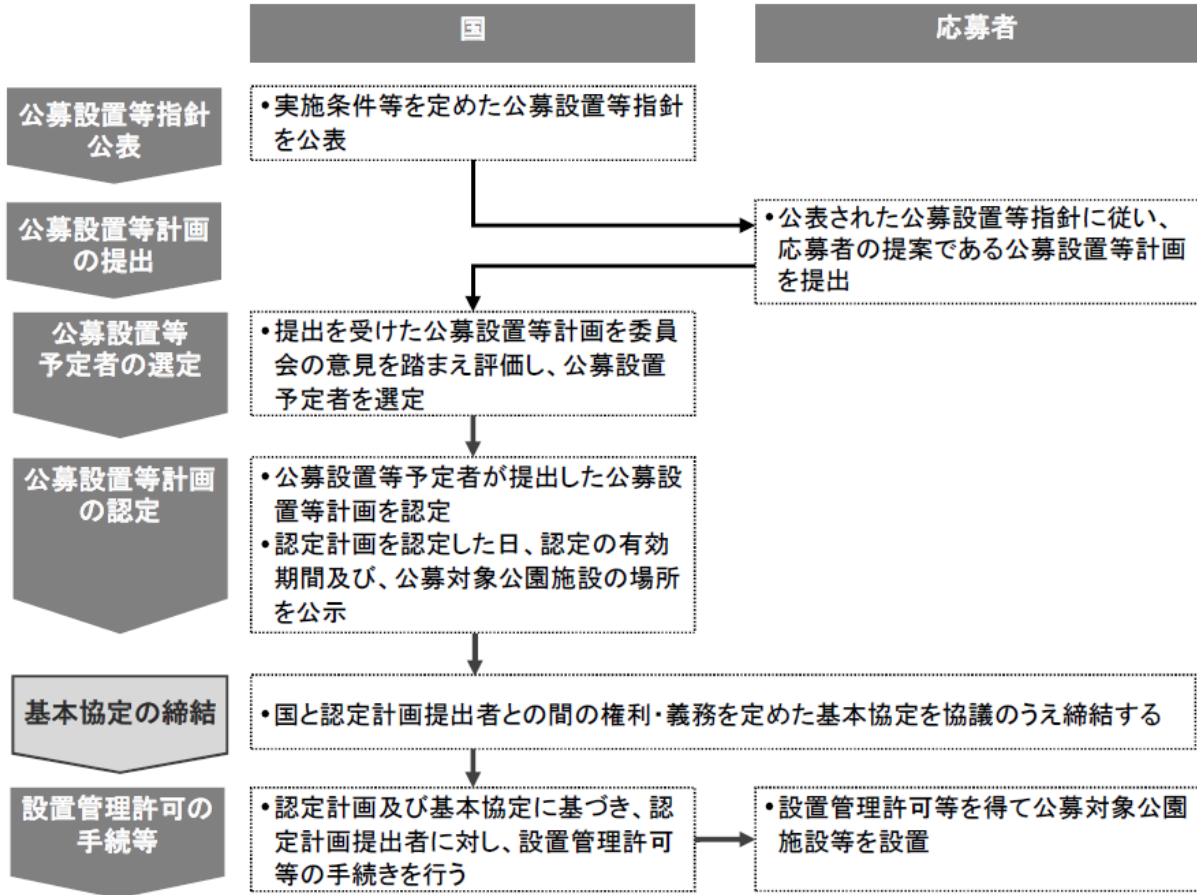 国
応募者
公募設置等指針
公表
・実施条件等を定めた公募設置等指針
を公表
公募設置等計画
の提出
・公表された公募設置等指針に従い、
応募者の提案である公募設置等計画
を提出
公募設置等
予定者の選定
・提出を受けた公募設置等計画を委員
会の意見を踏まえ評価し、公募設置
予定者を選定
公募設置等計画
の認定
・公募設置等予定者が提出した公募設
置等計画を認定
・認定計画を認定した日、認定の有効
期間及び、公募対象公園施設の場所
を公示
基本協定の締結
・国と認定計画提出者との間の権利・義務を定めた基本協定を協議のうえ締結する
設置管理許可の
手続等
・認定計画及び基本協定に基づき、認
定計画提出者に対し、設置管理許可
等の手続きを行う
・設置管理許可等を得て公募対象公園
施設等を設置